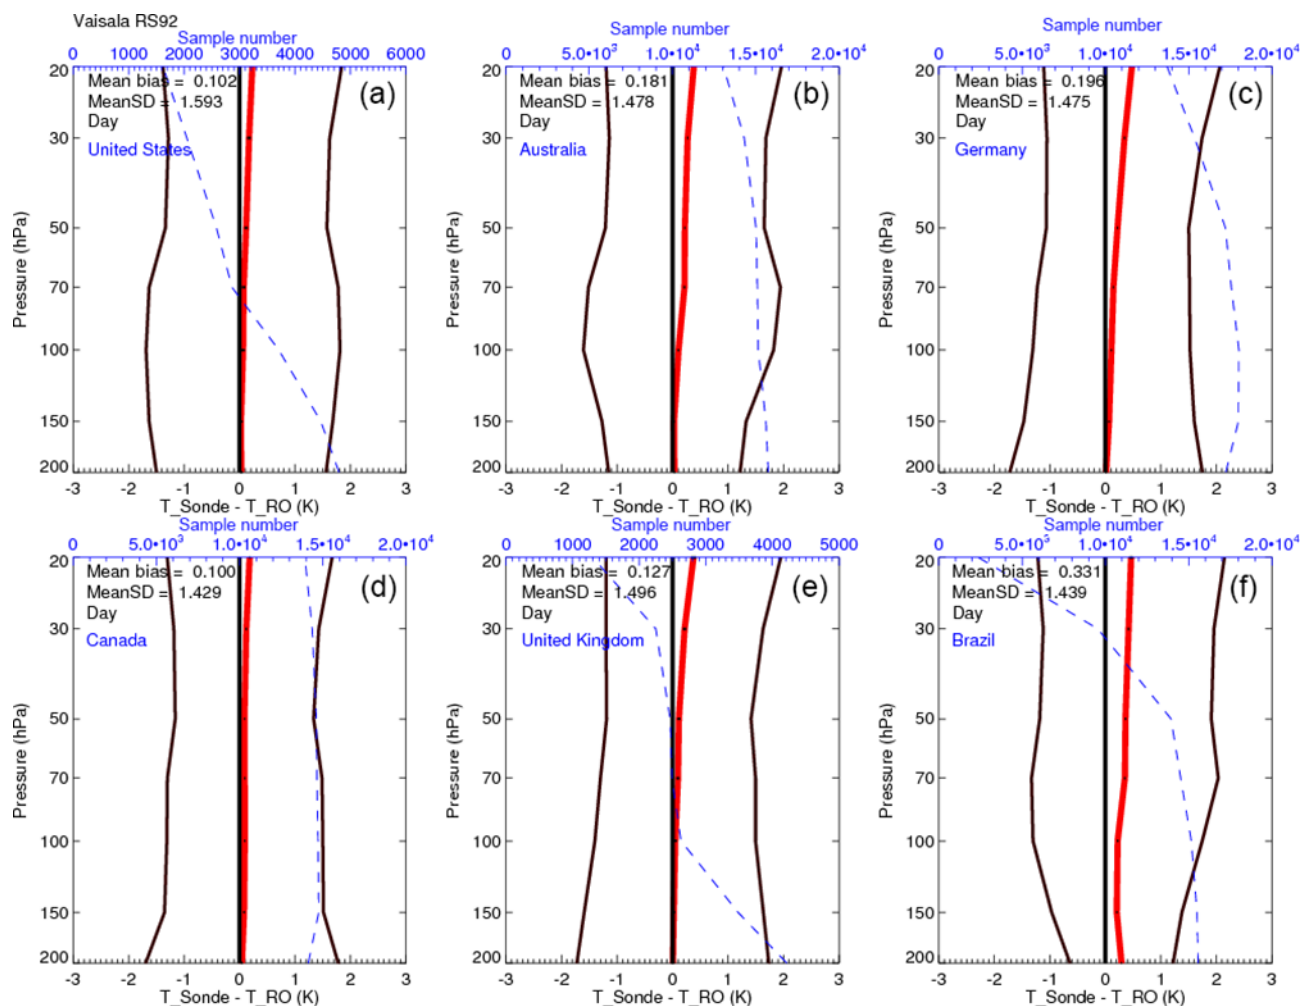 Vaisala RS92
Sample number
0 1000 2000 3000 4000 5000 6000
Mean bias = 0.102
MeanSD = 1.593
Day
United States
(a)
20
30
50
70
100
150
200
Pressure (hPa)
-3 -2 -1 0 1 2 3
T_Sonde - T_RO (K)
Sample number
0 5.0•10³ 1.0•10⁴ 1.5•10⁴ 2.0•10⁴
Mean bias = 0.181
MeanSD = 1.478
Day
Australia
(b)
20
30
50
70
100
150
200
Pressure (hPa)
-3 -2 -1 0 1 2 3
T_Sonde - T_RO (K)
Sample number
0 5.0•10³ 1.0•10⁴ 1.5•10⁴ 2.0•10⁴
Mean bias = 0.196
MeanSD = 1.475
Day
Germany
(c)
20
30
50
70
100
150
200
Pressure (hPa)
-3 -2 -1 0 1 2 3
T_Sonde - T_RO (K)
Sample number
0 5.0•10³ 1.0•10⁴ 1.5•10⁴ 2.0•10⁴
Mean bias = 0.100
MeanSD = 1.429
Day
Canada
(d)
20
30
50
70
100
150
200
Pressure (hPa)
-3 -2 -1 0 1 2 3
T_Sonde - T_RO (K)
Sample number
0 1000 2000 3000 4000 5000
Mean bias = 0.127
MeanSD = 1.496
Day
United Kingdom
(e)
20
30
50
70
100
150
200
Pressure (hPa)
-3 -2 -1 0 1 2 3
T_Sonde - T_RO (K)
Sample number
0 5.0•10³ 1.0•10⁴ 1.5•10⁴ 2.0•10⁴
Mean bias = 0.331
MeanSD = 1.439
Day
Brazil
(f)
20
30
50
70
100
150
200
Pressure (hPa)
-3 -2 -1 0 1 2 3
T_Sonde - T_RO (K)